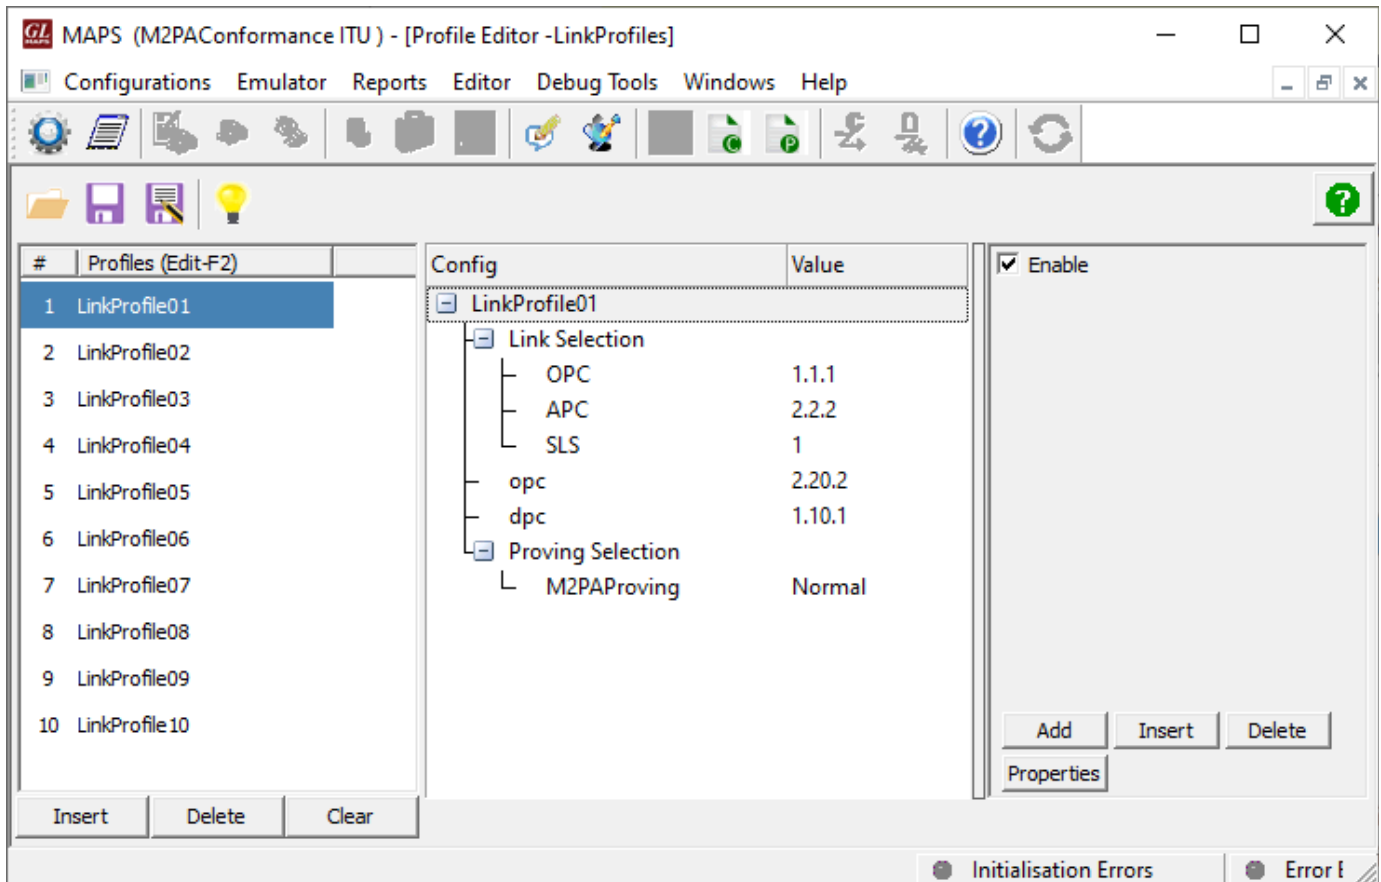 GL MAPS MAPS (M2PAConformance ITU ) - [Profile Editor -LinkProfiles]
Configurations Emulator Reports Editor Debug Tools Windows Help
# Profiles (Edit-F2)
1 LinkProfile01
2 LinkProfile02
3 LinkProfile03
4 LinkProfile04
5 LinkProfile05
6 LinkProfile06
7 LinkProfile07
8 LinkProfile08
9 LinkProfile09
10 LinkProfile10
Insert Delete Clear
Config Value
LinkProfile01
Link Selection
OPC 1.1.1
APC 2.2.2
SLS 1
opc 2.20.2
dpc 1.10.1
Proving Selection
M2PAProving Normal
Enable
Add Insert Delete
Properties
Initialisation Errors Error